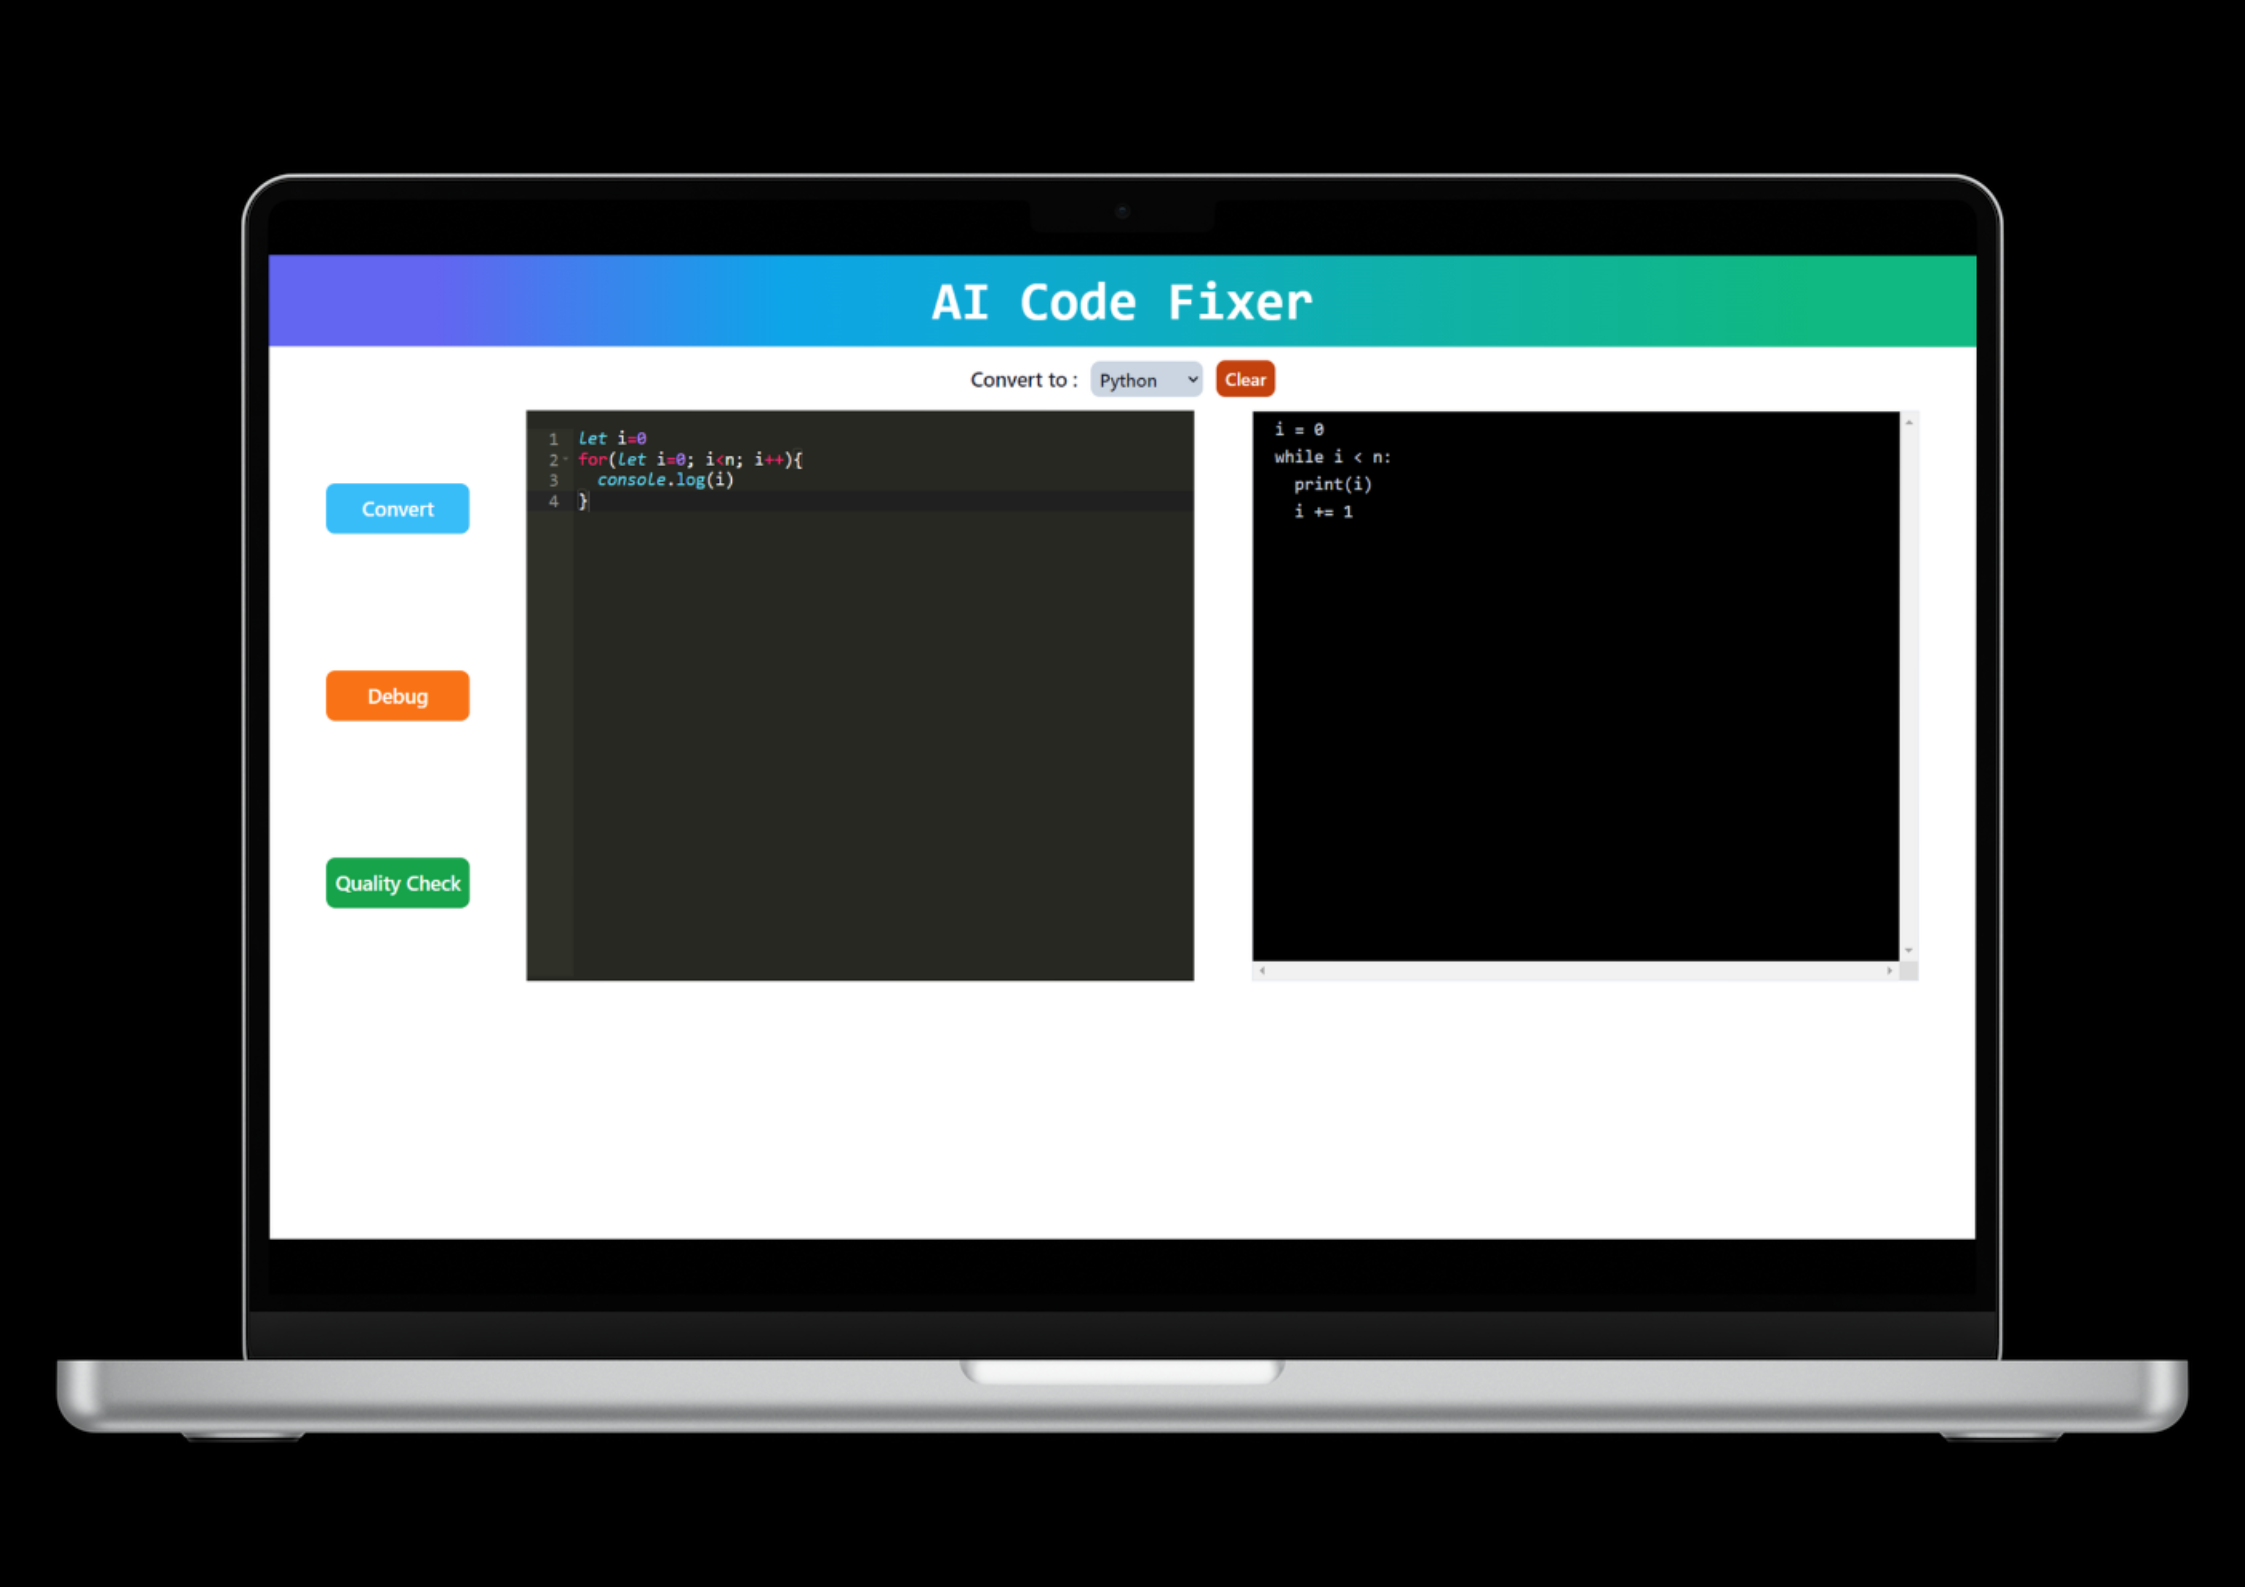 AI Code Fixer
Convert to : Python Clear
Convert
Debug
Quality Check
1 let i=0
2 for(let i=0; i<n; i++){
3 console.log(i)
4 }
i = 0
while i < n:
print(i)
i += 1